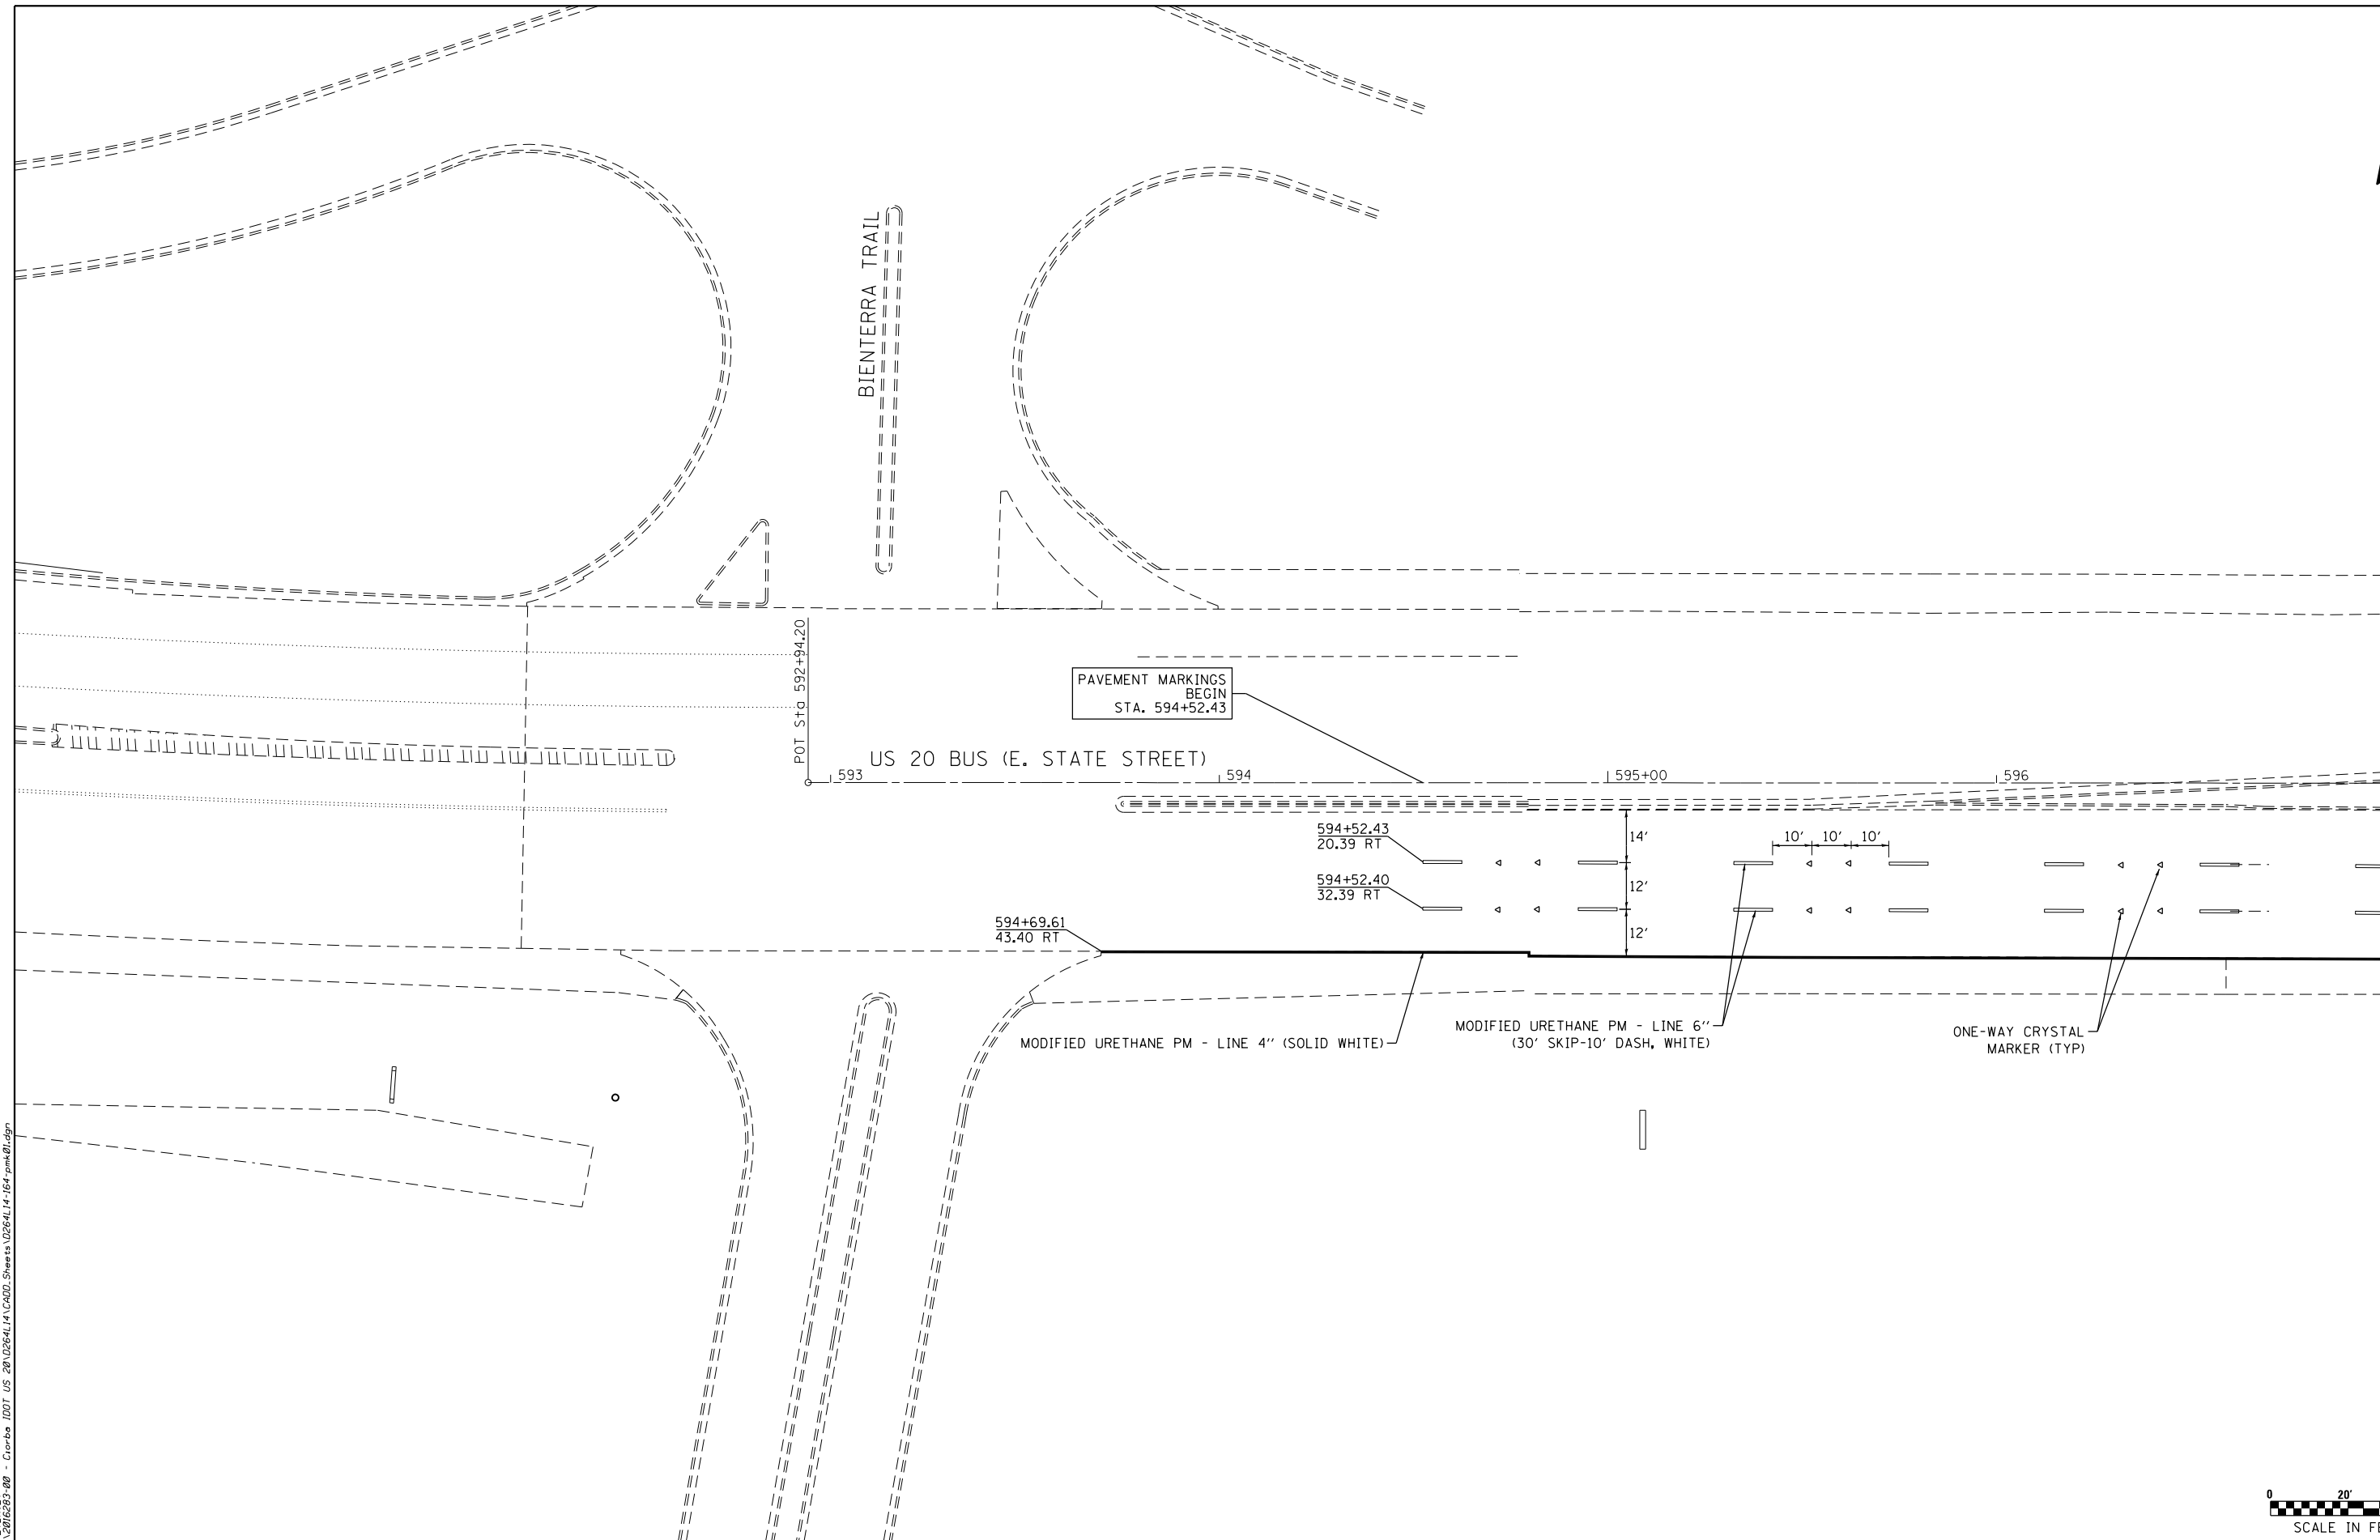 BIENTERRA TRAIL
POT Sta 592+94.20
PAVEMENT MARKINGS
BEGIN
STA. 594+52.43
US 20 BUS (E. STATE STREET)
593
594
595+00
596
594+52.43
20.39 RT
14'
10' 10' 10'
594+52.40
32.39 RT
12'
594+69.61
43.40 RT
12'
MODIFIED URETHANE PM - LINE 4" (SOLID WHITE)
MODIFIED URETHANE PM - LINE 6"
(30' SKIP-10' DASH, WHITE)
ONE-WAY CRYSTAL
MARKER (TYP)
\2016283-00 - Ciorba IDOT US 20\D264L14\CADD_Sheets\D264L14-164-pmk01.dgn
0 20'
SCALE IN